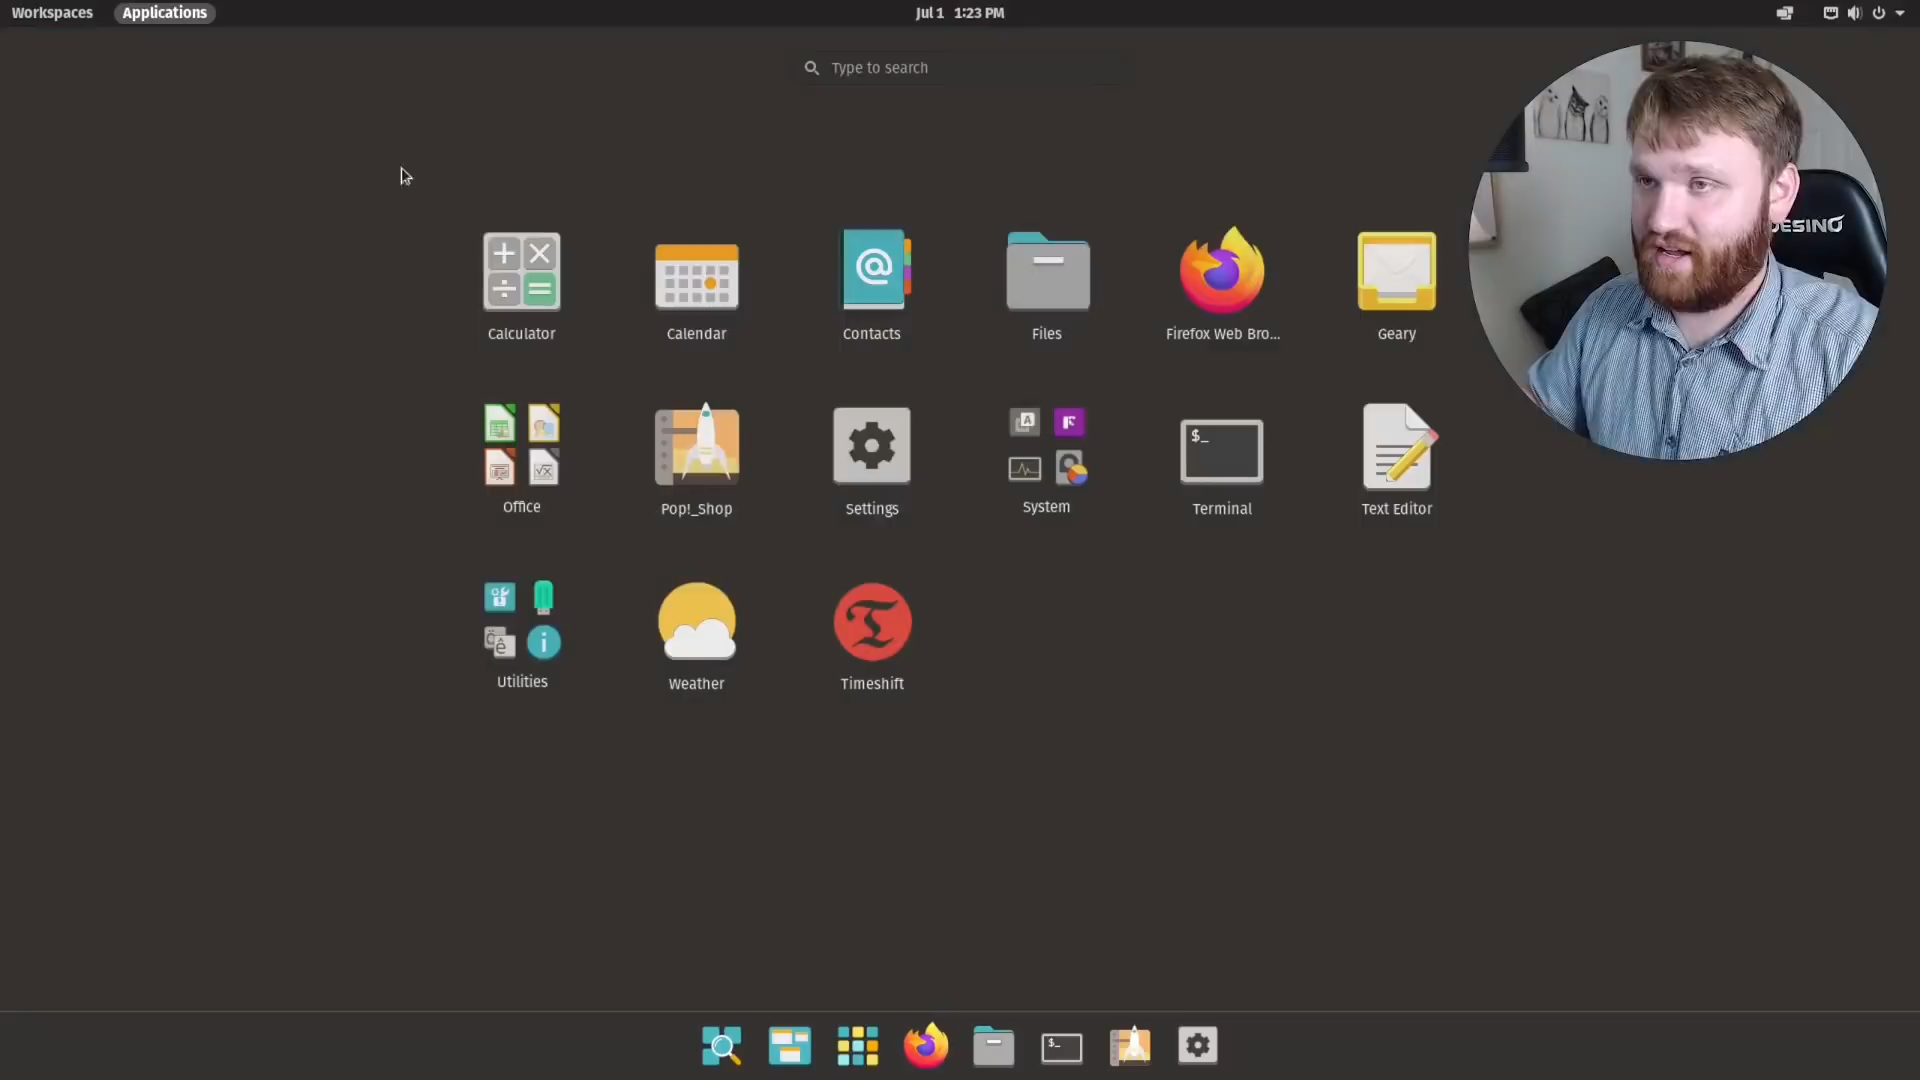 Workspaces Applications Jul 1 1:23 PM
Type to search
DESINO
Calculator Calendar Contacts Files Firefox Web Bro... Geary
$_
Office Pop!_Shop Settings System Terminal Text Editor
Utilities Weather Timeshift
$_